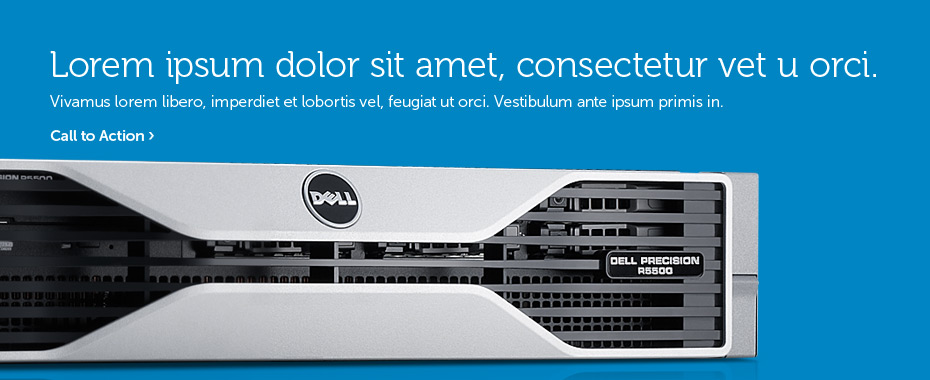 Lorem ipsum dolor sit amet, consectetur vet u orci.
Vivamus lorem libero, imperdiet et lobortis vel, feugiat ut orci. Vestibulum ante ipsum primis in.
Call to Action ›
R5500
DELL
DELL PRECISION
R5500